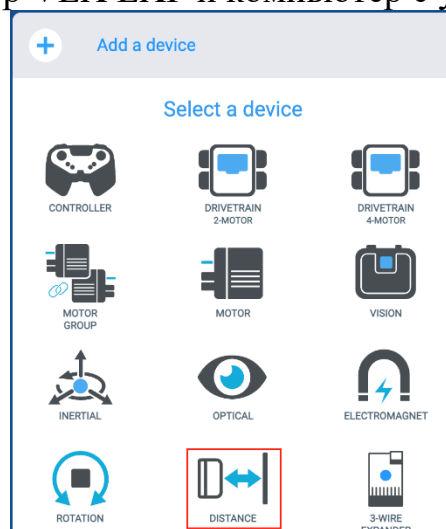 Add a device
Select a device
CONTROLLER
DRIVETRAIN
2-MOTOR
DRIVETRAIN
4-MOTOR
MOTOR
GROUP
MOTOR
VISION
INERTIAL
OPTICAL
ELECTROMAGNET
ROTATION
DISTANCE
3-WIRE
EXPANDER